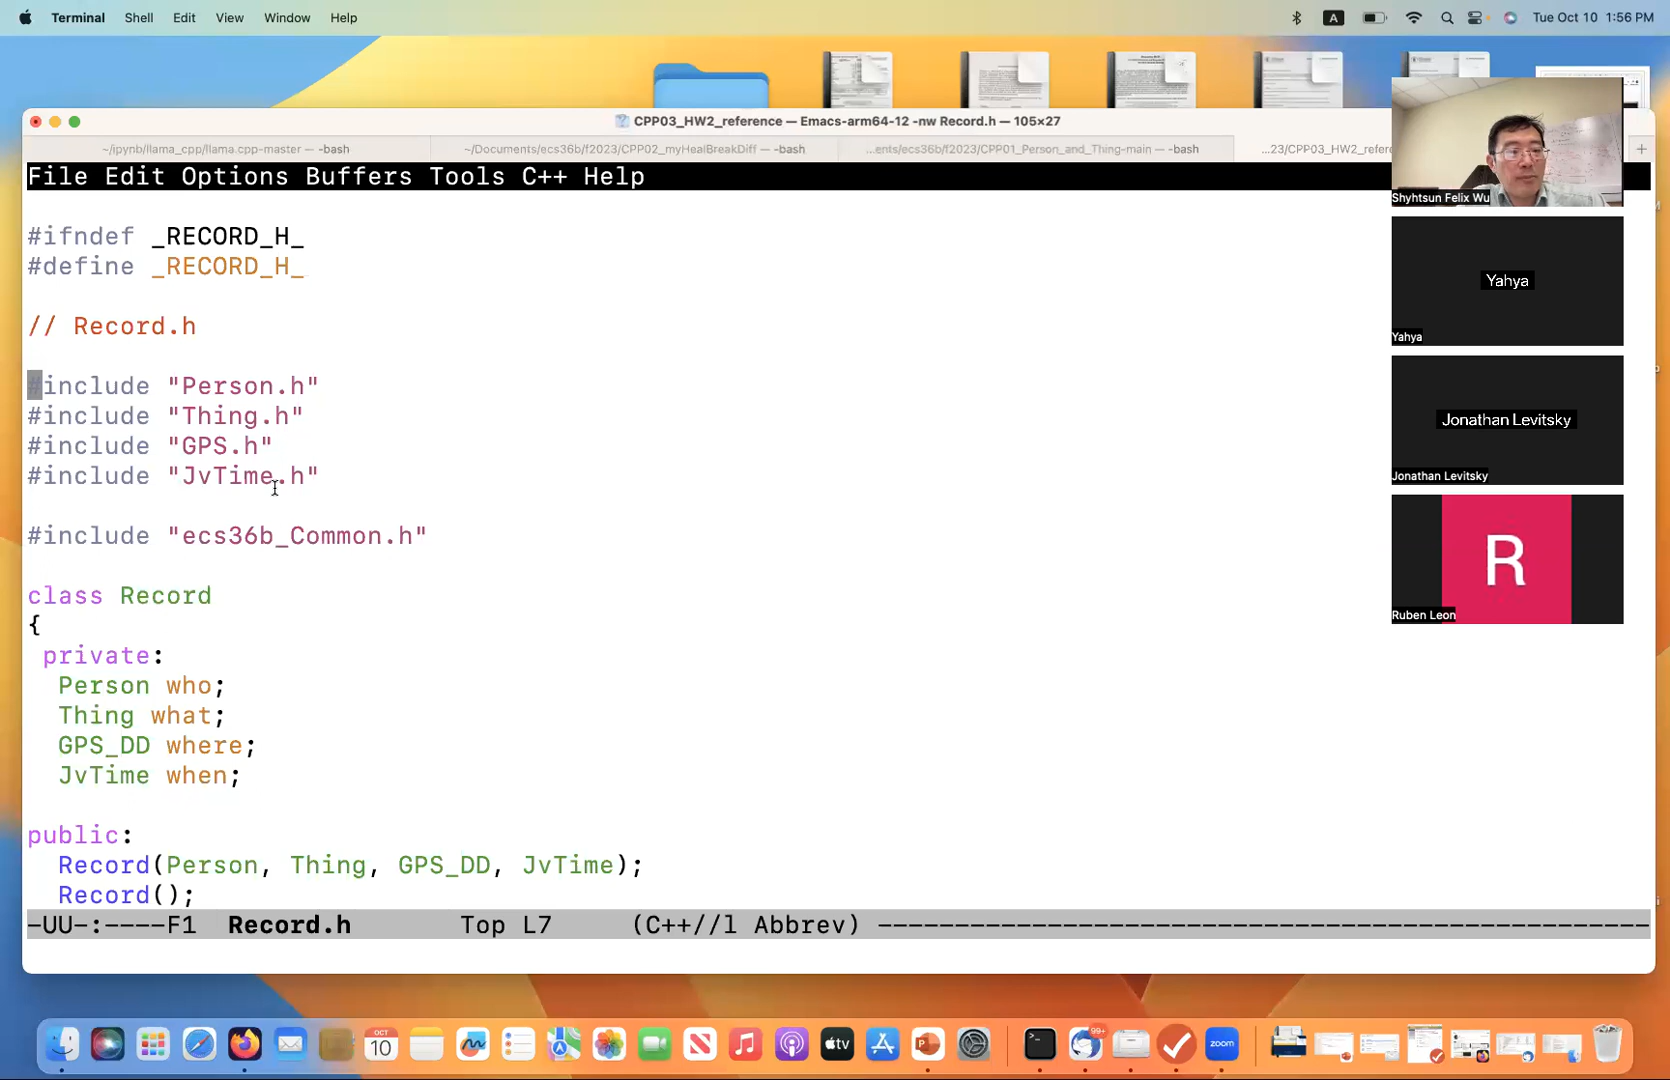 Terminal Shell Edit View Window Help
A
Tue Oct 10 1:56 PM
CPP03_HW2_reference — Emacs-arm64-12 -nw Record.h — 105×27
~/ipynb/llama_cpp/llama.cpp-master — -bash
~/Documents/ecs36b/f2023/CPP02_myHealBreakDiff — -bash
...ents/ecs36b/f2023/CPP01_Person_and_Thing-main — -bash
...23/CPP03_HW2_refere
File Edit Options Buffers Tools C++ Help
#ifndef _RECORD_H_
#define _RECORD_H_
// Record.h
#include "Person.h"
#include "Thing.h"
#include "GPS.h"
#include "JvTime.h"
#include "ecs36b_Common.h"
class Record
{
private:
Person who;
Thing what;
GPS_DD where;
JvTime when;
public:
Record(Person, Thing, GPS_DD, JvTime);
Record();
-UU-:----F1 Record.h Top L7 (C++//l Abbrev)
Shyhtsun Felix Wu
Yahya
Yahya
Jonathan Levitsky
Jonathan Levitsky
R
Ruben Leon
OCT
10
tv
99+
zoom